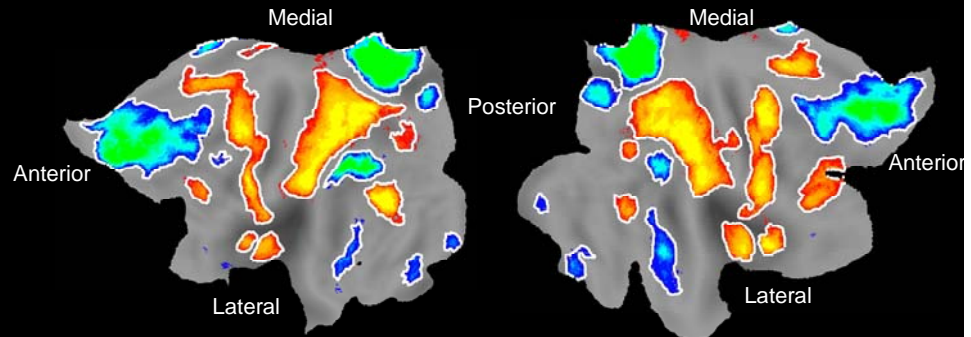 Medial
Medial
Posterior
Anterior
Anterior
Lateral
Lateral